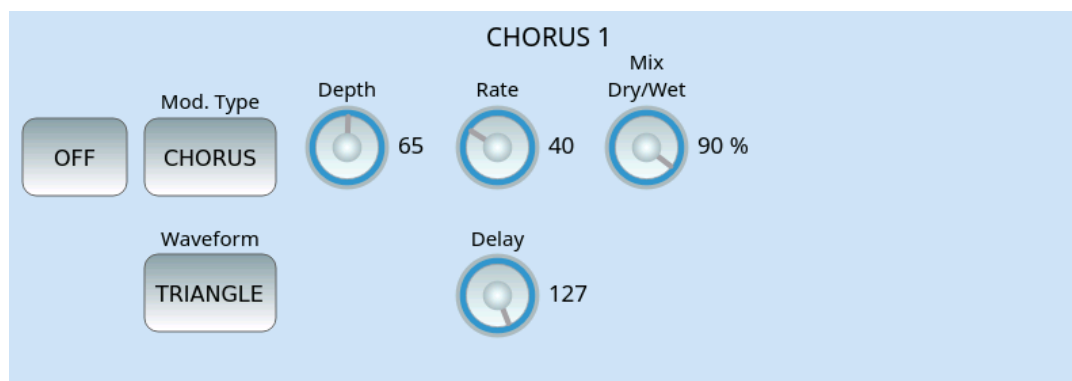 CHORUS 1
Mod. Type
Depth
Rate
Mix
Dry/Wet
OFF
CHORUS
65
40
90 %
Waveform
Delay
TRIANGLE
127